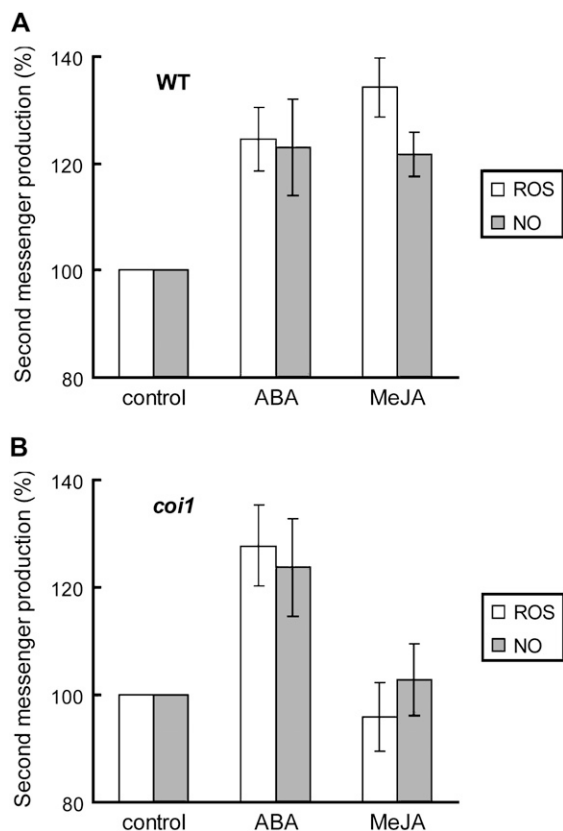 A
Second messenger production (%)
140
120
100
80
WT
control ABA MeJA
ROS
NO
B
Second messenger production (%)
140
120
100
80
coi1
control ABA MeJA
ROS
NO